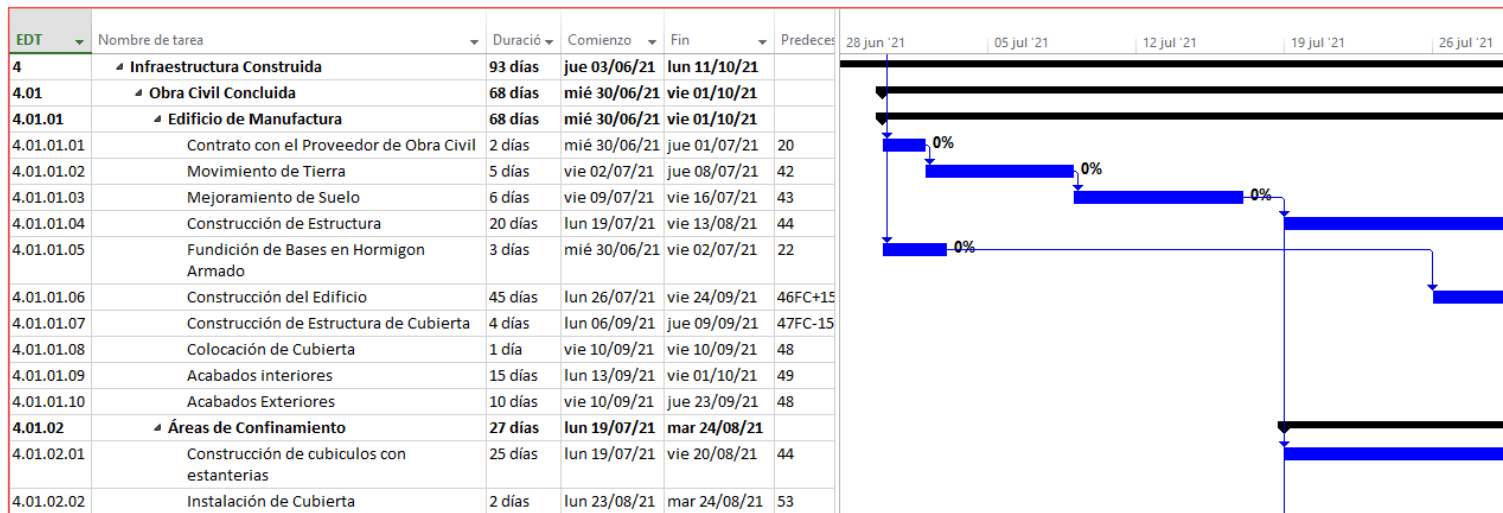 EDT Nombre de tarea Duració Comienzo Fin Predeces 28 jun '21 05 jul '21 12 jul '21 19 jul '21 26 jul '21
4 Infraestructura Construida 93 días jue 03/06/21 lun 11/10/21
4.01 Obra Civil Concluida 68 días mié 30/06/21 vie 01/10/21
4.01.01 Edificio de Manufactura 68 días mié 30/06/21 vie 01/10/21
4.01.01.01 Contrato con el Proveedor de Obra Civil 2 días mié 30/06/21 jue 01/07/21 20 0%
4.01.01.02 Movimiento de Tierra 5 días vie 02/07/21 jue 08/07/21 42 0%
4.01.01.03 Mejoramiento de Suelo 6 días vie 09/07/21 vie 16/07/21 43 0%
4.01.01.04 Construcción de Estructura 20 días lun 19/07/21 vie 13/08/21 44
4.01.01.05 Fundición de Bases en Hormigon 3 días mié 30/06/21 vie 02/07/21 22 0%
Armado
4.01.01.06 Construcción del Edificio 45 días lun 26/07/21 vie 24/09/21 46FC+15
4.01.01.07 Construcción de Estructura de Cubierta 4 días lun 06/09/21 jue 09/09/21 47FC-15
4.01.01.08 Colocación de Cubierta 1 día vie 10/09/21 vie 10/09/21 48
4.01.01.09 Acabados interiores 15 días lun 13/09/21 vie 01/10/21 49
4.01.01.10 Acabados Exteriores 10 días vie 10/09/21 jue 23/09/21 48
4.01.02 Áreas de Confinamiento 27 días lun 19/07/21 mar 24/08/21
4.01.02.01 Construcción de cubiculos con 25 días lun 19/07/21 vie 20/08/21 44
estanterias
4.01.02.02 Instalación de Cubierta 2 días lun 23/08/21 mar 24/08/21 53